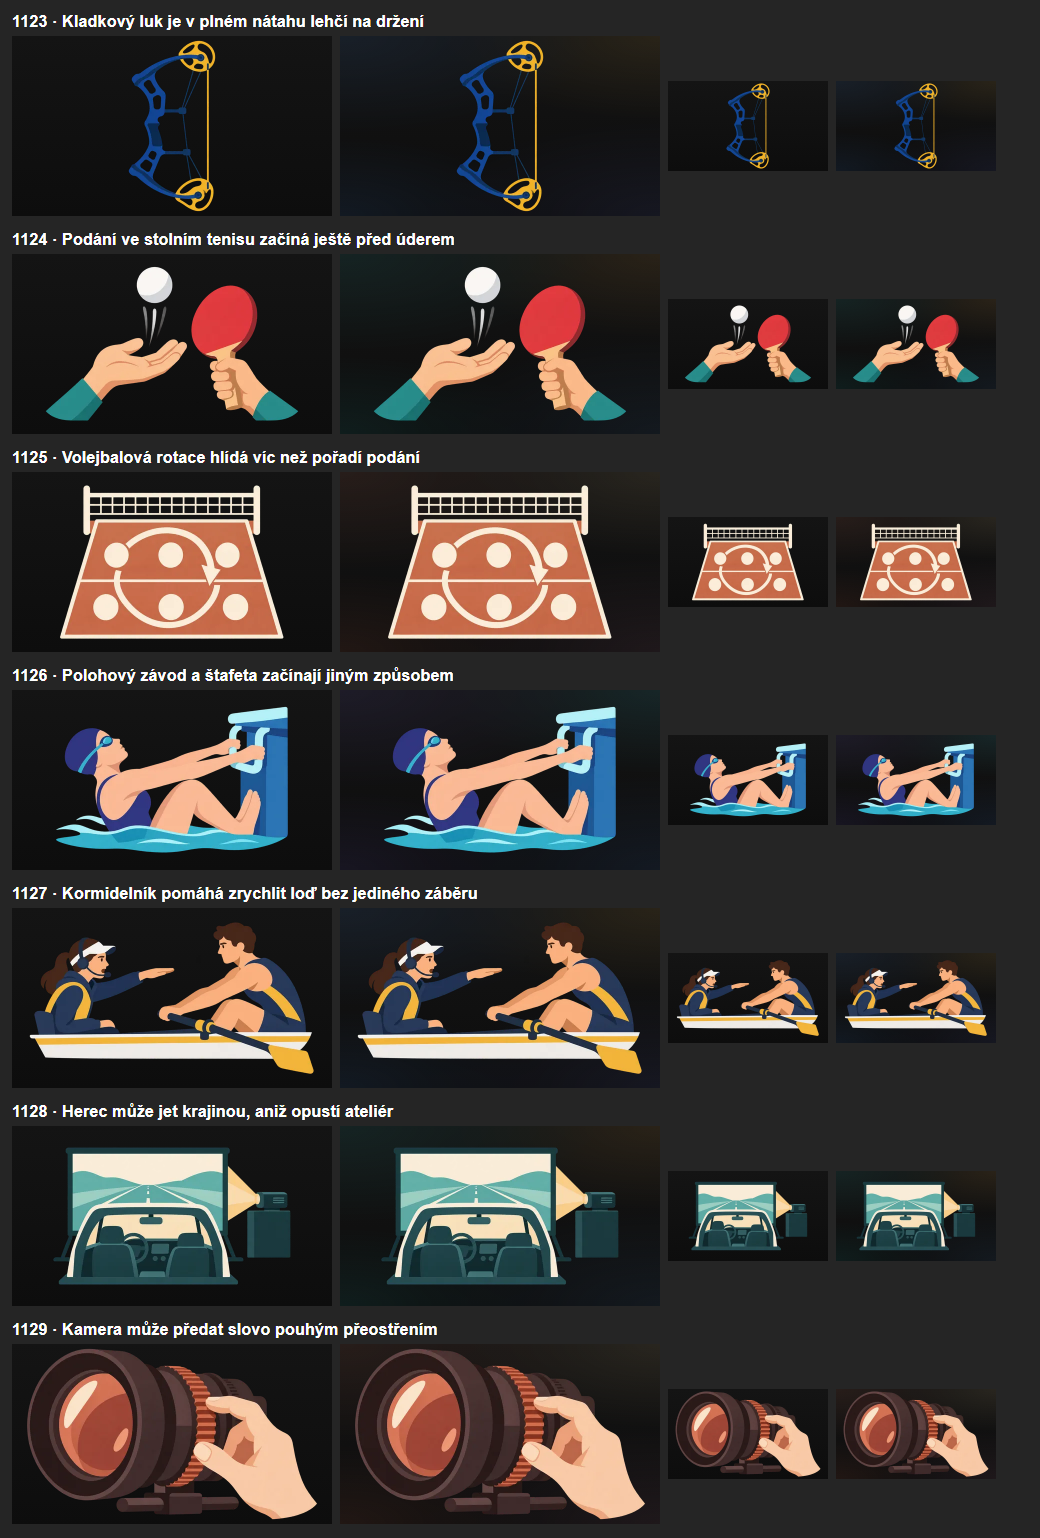 1123 · Kladkový luk je v plném nátahu lehčí na držení
1124 · Podání ve stolním tenisu začíná ještě před úderem
1125 · Volejbalová rotace hlídá víc než pořadí podání
1126 · Polohový závod a štafeta začínají jiným způsobem
1127 · Kormidelník pomáhá zrychlit loď bez jediného záběru
1128 · Herec může jet krajinou, aniž opustí ateliér
1129 · Kamera může předat slovo pouhým přeostřením